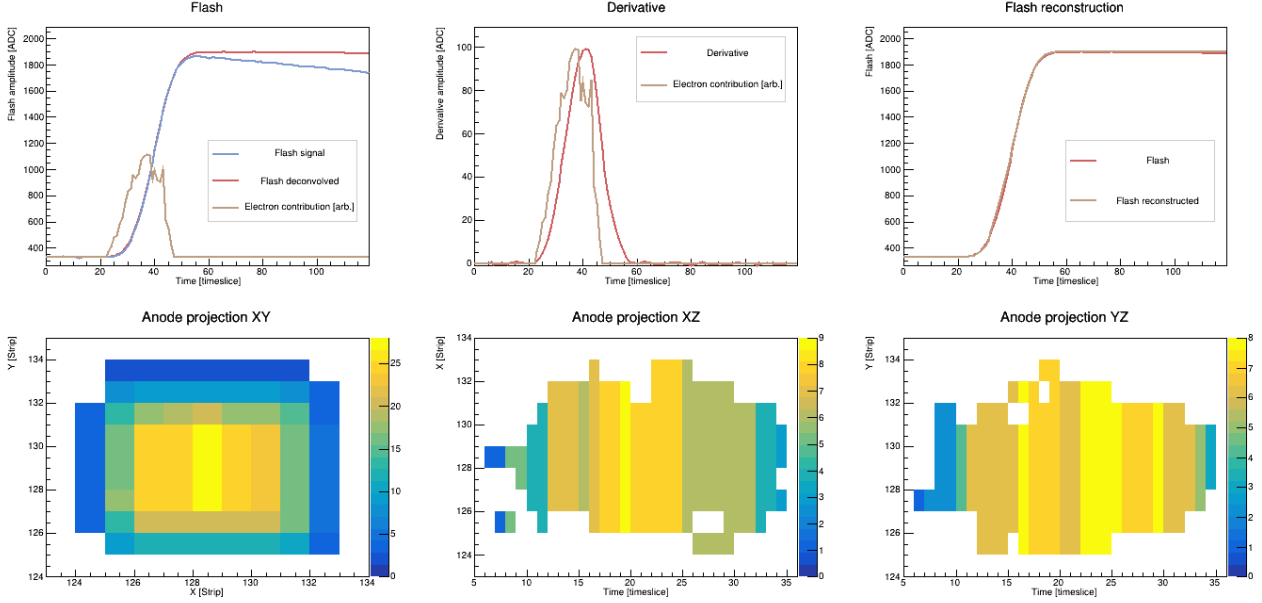 Flash
Derivative
Flash reconstruction
Flash amplitude [ADC]
2000
1800
1600
1400
1200
1000
800
600
400
Flash signal
Flash deconvolved
Electron contribution [arb.]
0 20 40 60 80 100
Time [timeslice]
Derivative amplitude [ADC]
100
80
60
40
20
0
Derivative
Electron contribution [arb.]
0 20 40 60 80 100
Time [timeslice]
Flash [ADC]
2000
1800
1600
1400
1200
1000
800
600
400
Flash
Flash reconstructed
0 20 40 60 80 100
Time [timeslice]
Anode projection XY
Anode projection XZ
Anode projection YZ
Y [Strip]
134
132
130
128
126
124
124 126 128 130 132 134
X [Strip]
25
20
15
10
5
0
X [Strip]
134
132
130
128
126
124
5 10 15 20 25 30 35
Time [timeslice]
9
8
7
6
5
4
3
2
1
0
Y [Strip]
134
132
130
128
126
124
5 10 15 20 25 30 35
Time [timeslice]
8
7
6
5
4
3
2
1
0